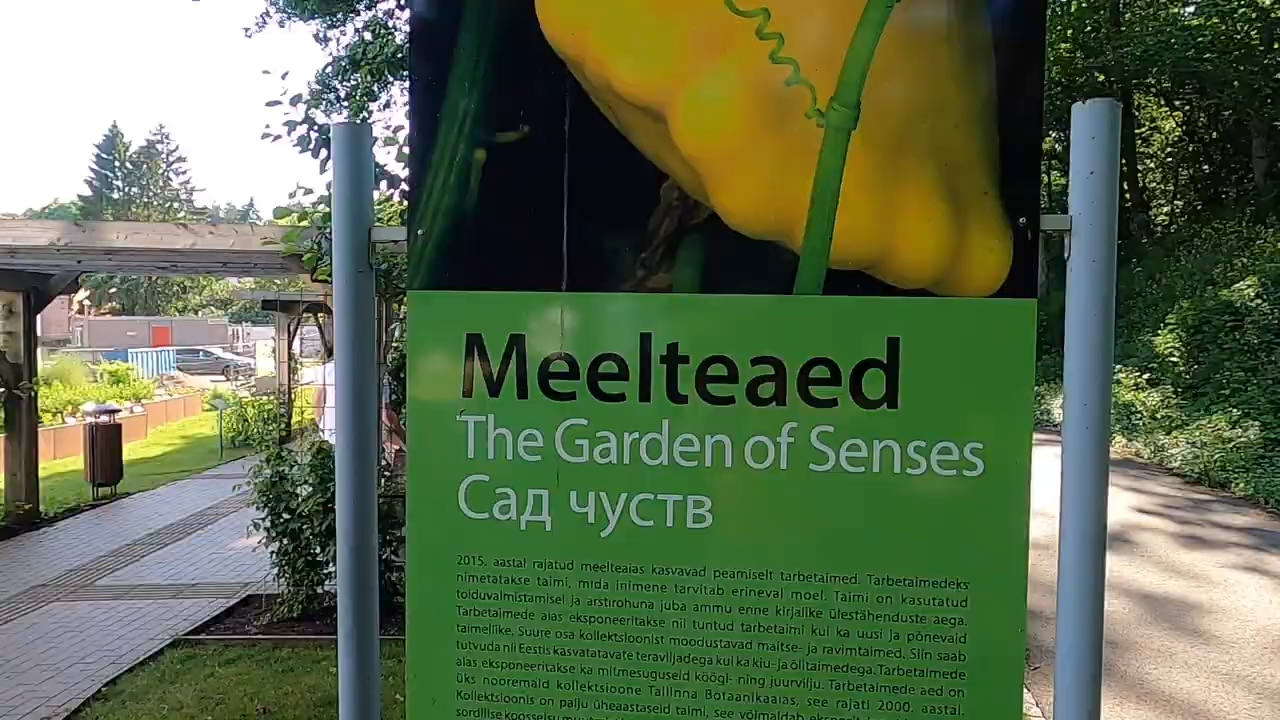 Meelteaed
The Garden of Senses
Сад чуств
2015. aastal rajatud meelteaias kasvavad peamiselt tarbetaimed. Tarbetaimedeks
nimetatakse taimi, mida inimene tarvitab erineval moel. Taimi on kasutatud
toiduvalmistamisel ja arstirohuna juba ammu enne kirjalike ülestähenduste aega.
Tarbetaimede aias eksponeeritakse nii tuntud tarbetaimi kui ka uusi ja põnevaid
taimeliike. Suure osa kollektsioonist moodustavad maitse- ja ravimtaimed. Siin saab
tutvuda nii Eestis kasvatatavate teraviljadega kui ka kiu- ja õlitaimedega. Tarbetaimede
aias eksponeeritakse ka mitmesuguseid köögi- ning juurvilju. Tarbetaimede aed on
üks nooremaid kollektsioone Tallinna Botaanikaaias, see rajati 2000. aastal.
Kollektsioonis on palju üheaastaseid taimi, see võimaldab
sordilise koosseisu